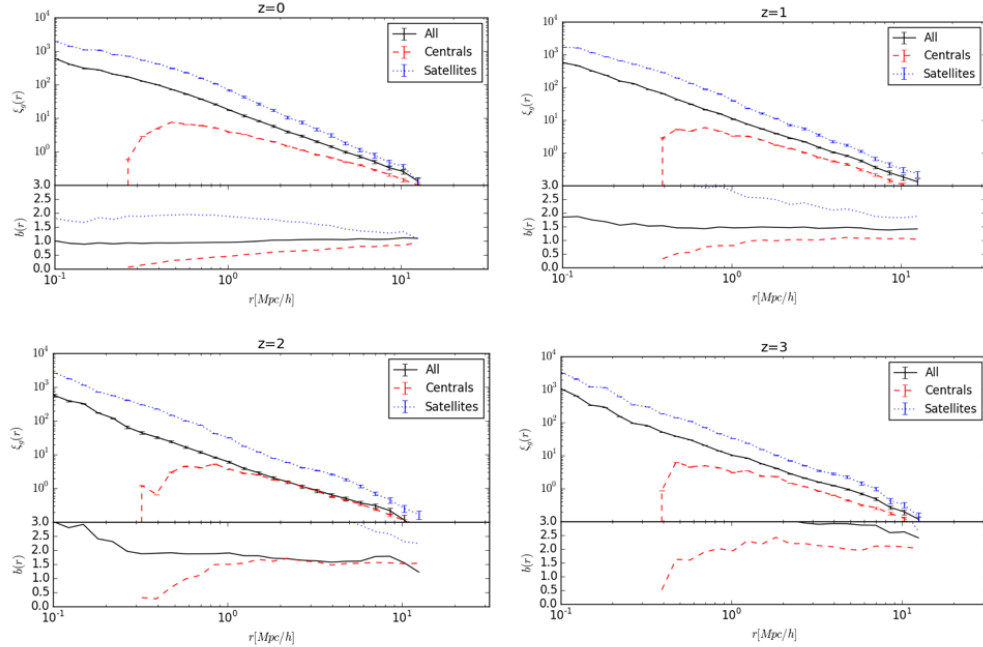 z=0
10^4
10^3
10^2
10^1
10^0
ξ_g(r)
All
Centrals
Satellites
3.0
2.5
2.0
1.5
1.0
0.5
0.0
b(r)
10^-1
10^0
10^1
r[Mpc/h]
z=1
10^4
10^3
10^2
10^1
10^0
ξ_g(r)
All
Centrals
Satellites
3.0
2.5
2.0
1.5
1.0
0.5
0.0
b(r)
10^-1
10^0
10^1
r[Mpc/h]
z=2
10^4
10^3
10^2
10^1
10^0
ξ_g(r)
All
Centrals
Satellites
3.0
2.5
2.0
1.5
1.0
0.5
0.0
b(r)
10^-1
10^0
10^1
r[Mpc/h]
z=3
10^4
10^3
10^2
10^1
10^0
ξ_g(r)
All
Centrals
Satellites
3.0
2.5
2.0
1.5
1.0
0.5
0.0
b(r)
10^-1
10^0
10^1
r[Mpc/h]